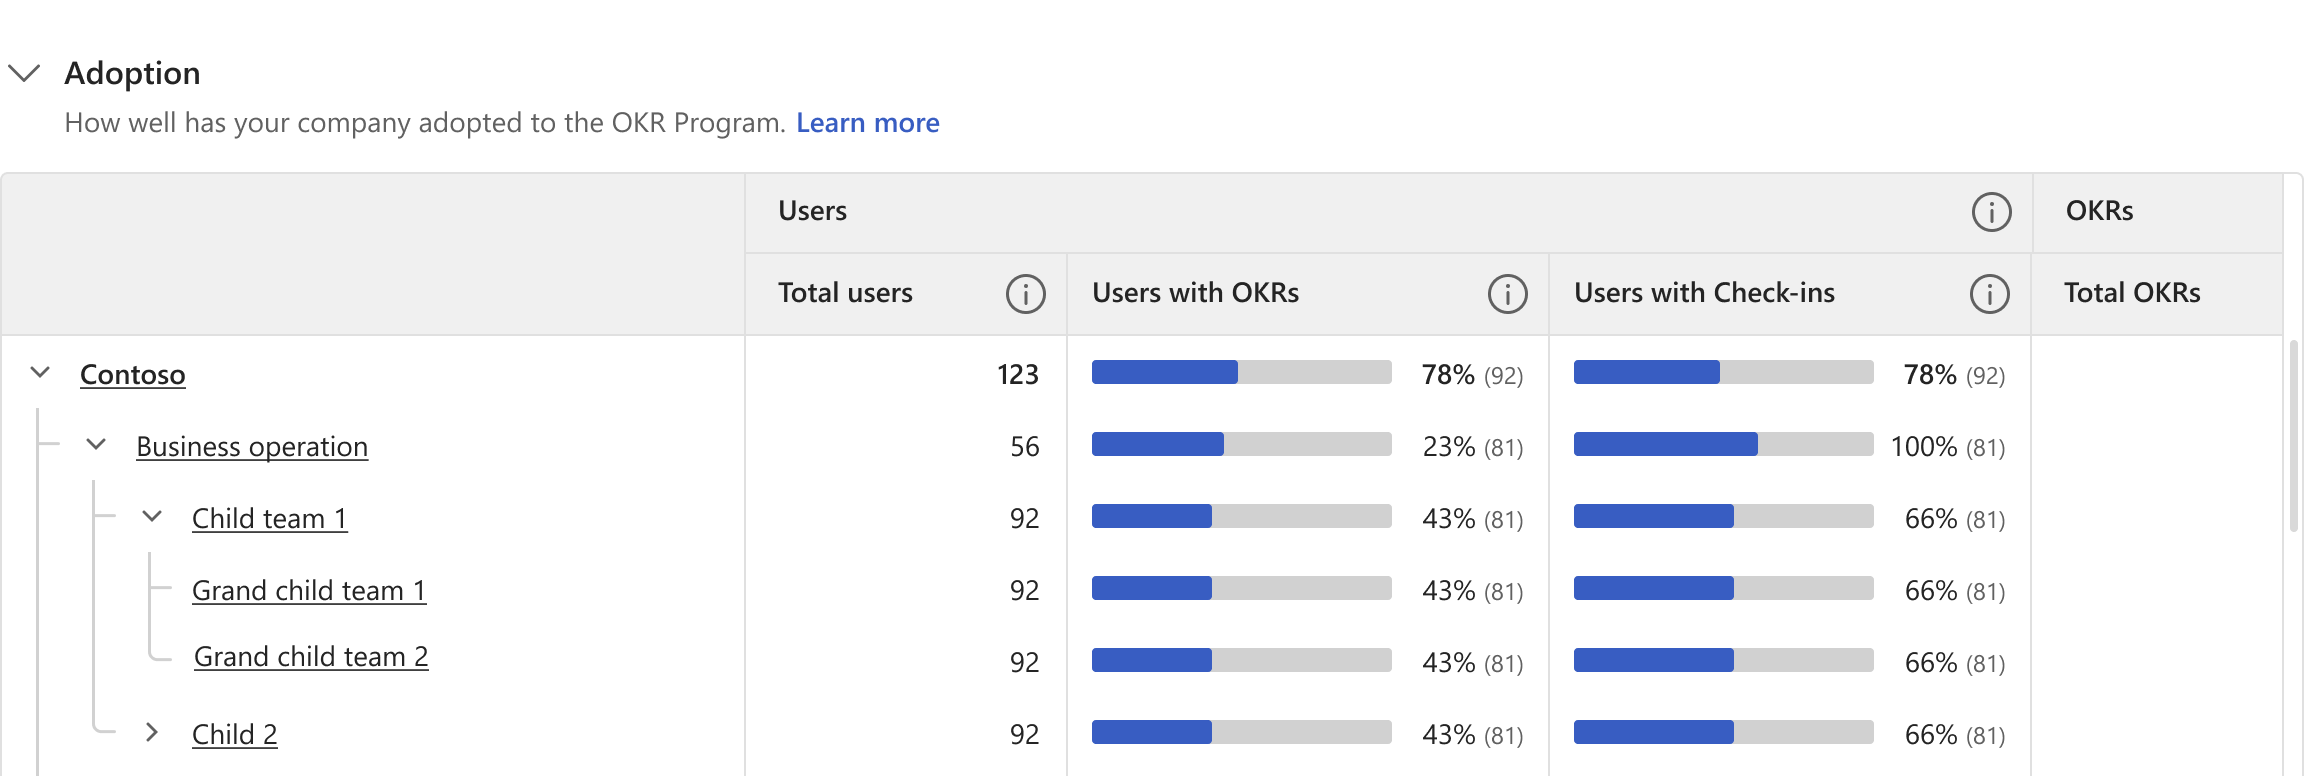 Adoption
How well has your company adopted to the OKR Program. Learn more
Users OKRs
Total users Users with OKRs Users with Check-ins Total OKRs
Contoso 123 78% (92) 78% (92)
Business operation 56 23% (81) 100% (81)
Child team 1 92 43% (81) 66% (81)
Grand child team 1 92 43% (81) 66% (81)
Grand child team 2 92 43% (81) 66% (81)
Child 2 92 43% (81) 66% (81)